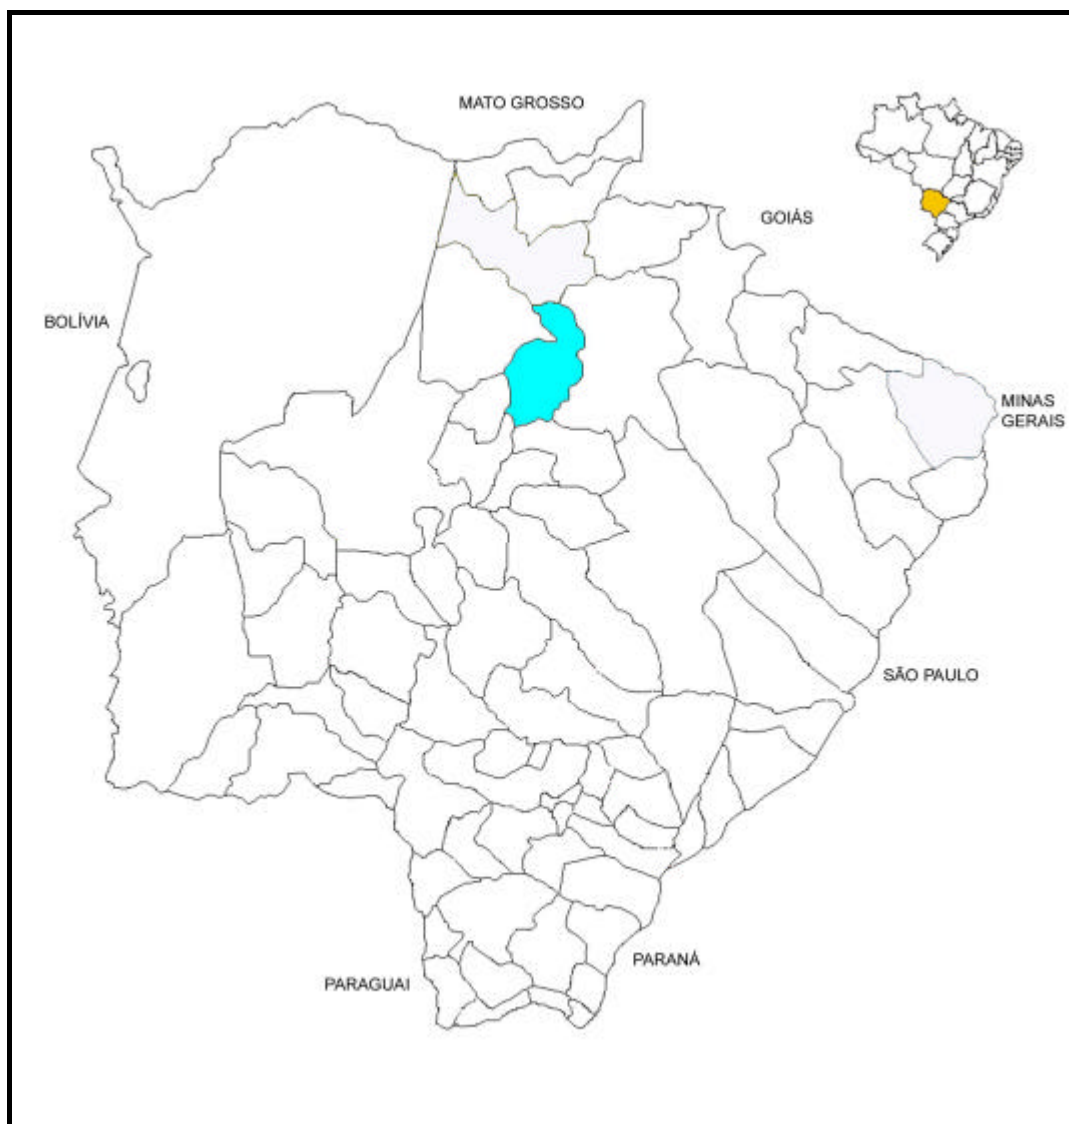 MATO GROSSO
GOIÁS
BOLÍVIA
MINAS
GERAIS
SÃO PAULO
PARANÁ
PARAGUAI